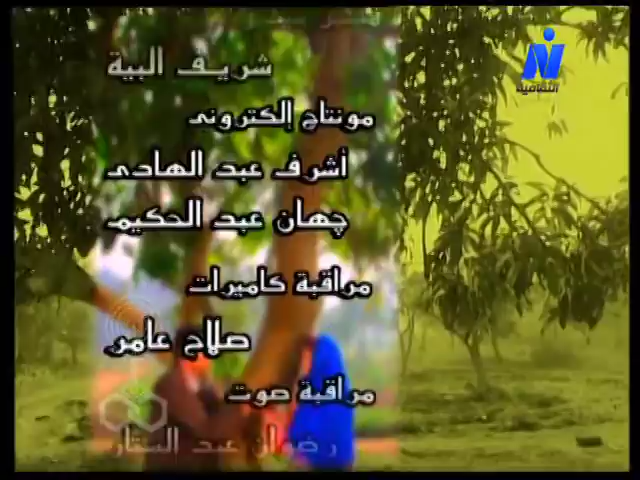 الثقافية
شريف البية
مونتاج إلكترونى
أشرف عبد الهادى
چهان عبد الحكيم
مراقبة كاميرات
صلاح عامر
مراقبة صوت
رضوان عبد الستار